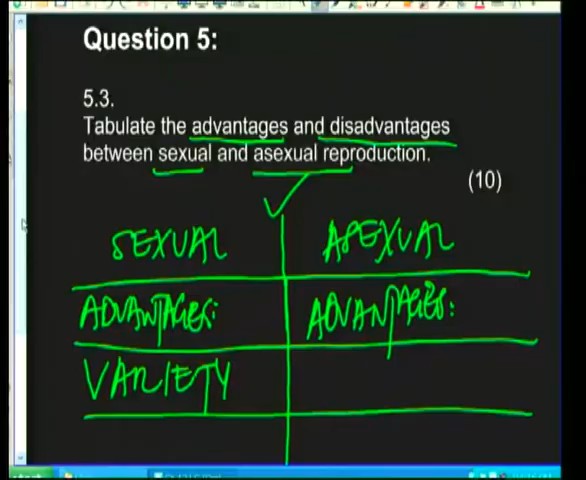 Question 5:
5.3.
Tabulate the advantages and disadvantages
between sexual and asexual reproduction.
(10)
SEXUAL ASEXUAL
ADVANTAGES: ADVANTAGES:
VARIETY